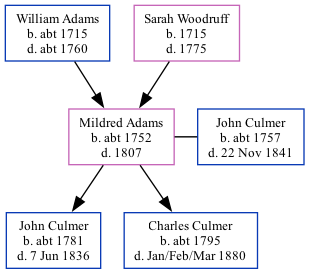 William Adams
b. abt 1715
d. abt 1760
Sarah Woodruff
b. 1715
d. 1775
Mildred Adams
b. abt 1752
d. 1807
John Culmer
b. abt 1757
d. 22 Nov 1841
John Culmer
b. abt 1781
d. 7 Jun 1836
Charles Culmer
b. abt 1795
d. Jan/Feb/Mar 1880